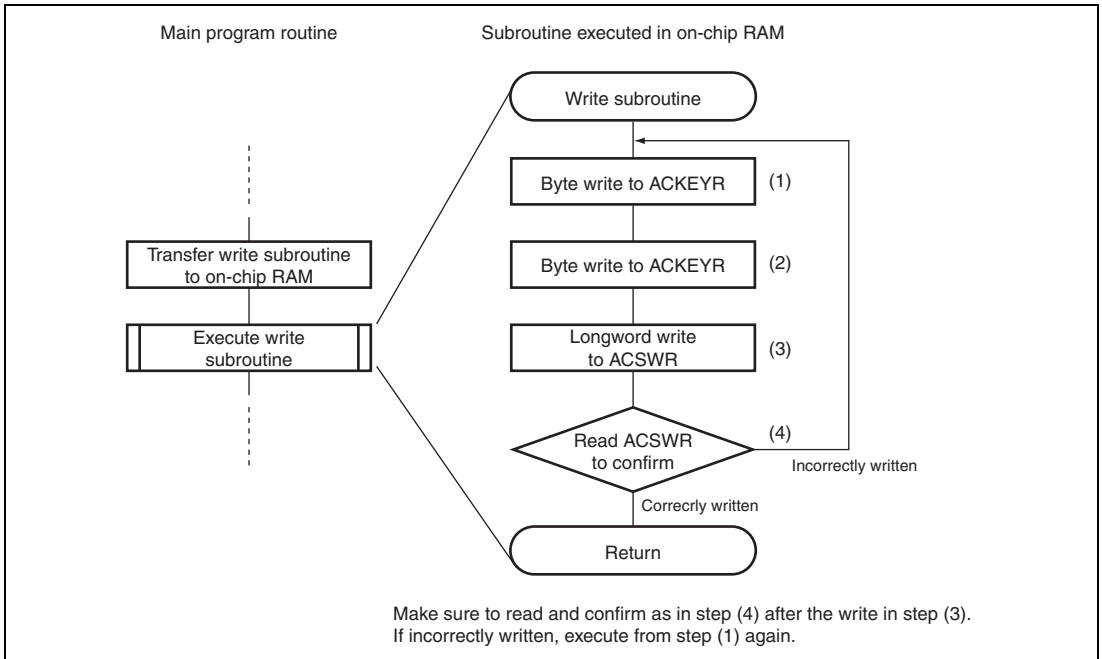 Main program routine
Subroutine executed in on-chip RAM
Write subroutine
Byte write to ACKEYR
(1)
Transfer write subroutine
to on-chip RAM
Byte write to ACKEYR
(2)
Execute write
subroutine
Longword write
to ACSWR
(3)
Read ACSWR
to confirm
(4)
Incorrectly written
Correcrly written
Return
Make sure to read and confirm as in step (4) after the write in step (3).
If incorrectly written, execute from step (1) again.